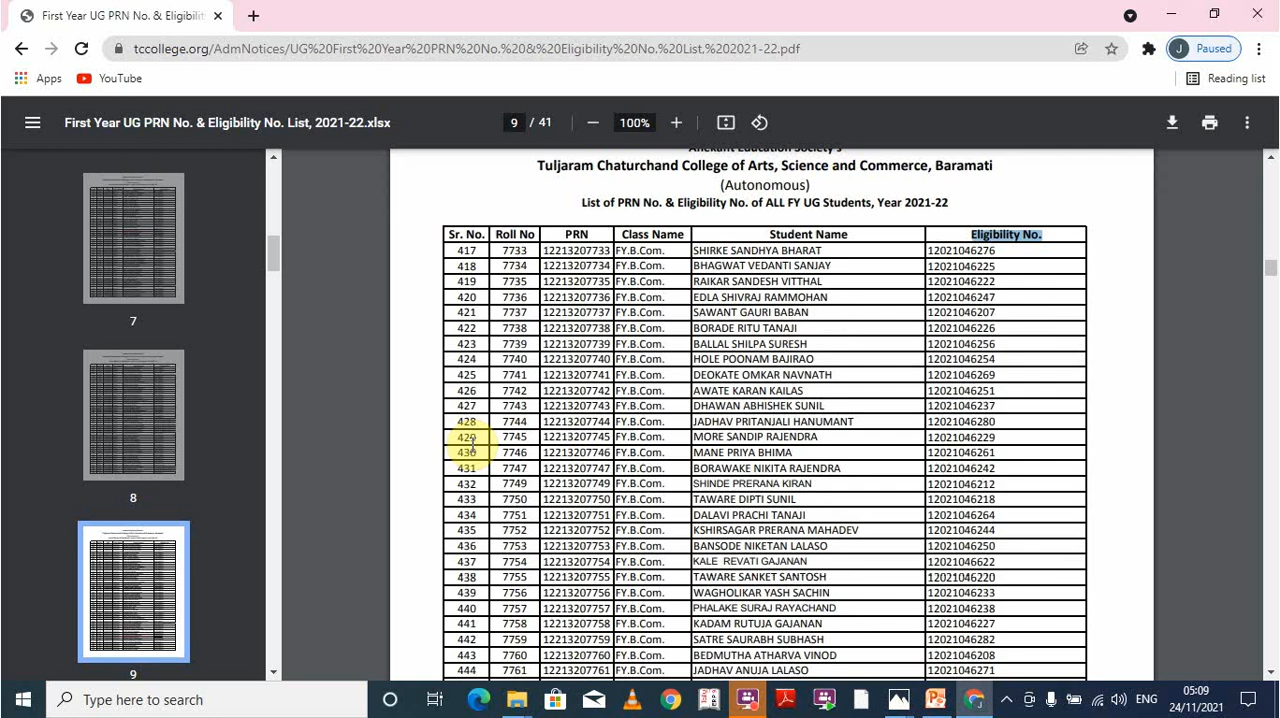 First Year UG PRN No. & Eligibilit
tccollege.org/AdmNotices/UG%20First%20Year%20PRN%20No.%20&%20Eligibility%20No.%20List,%202021-22.pdf
J Paused
Apps YouTube Reading list
First Year UG PRN No. & Eligibility No. List, 2021-22.xlsx 9 / 41 100%
7
8
9
Anekant Education Society's
Tuljaram Chaturchand College of Arts, Science and Commerce, Baramati
(Autonomous)
List of PRN No. & Eligibility No. of ALL FY UG Students, Year 2021-22
Sr. No. Roll No PRN Class Name Student Name Eligibility No.
417 7733 12213207733 FY.B.Com. SHIRKE SANDHYA BHARAT 12021046276
418 7734 12213207734 FY.B.Com. BHAGWAT VEDANTI SANJAY 12021046225
419 7735 12213207735 FY.B.Com. RAIKAR SANDESH VITTHAL 12021046222
420 7736 12213207736 FY.B.Com. EDLA SHIVRAJ RAMMOHAN 12021046247
421 7737 12213207737 FY.B.Com. SAWANT GAURI BABAN 12021046207
422 7738 12213207738 FY.B.Com. BORADE RITU TANAJI 12021046226
423 7739 12213207739 FY.B.Com. BALLAL SHILPA SURESH 12021046256
424 7740 12213207740 FY.B.Com. HOLE POONAM BAJIRAO 12021046254
425 7741 12213207741 FY.B.Com. DEOKATE OMKAR NAVNATH 12021046269
426 7742 12213207742 FY.B.Com. AWATE KARAN KAILAS 12021046251
427 7743 12213207743 FY.B.Com. DHAWAN ABHISHEK SUNIL 12021046237
428 7744 12213207744 FY.B.Com. JADHAV PRITANJALI HANUMANT 12021046280
429 7745 12213207745 FY.B.Com. MORE SANDIP RAJENDRA 12021046229
430 7746 12213207746 FY.B.Com. MANE PRIYA BHIMA 12021046261
431 7747 12213207747 FY.B.Com. BORAWAKE NIKITA RAJENDRA 12021046242
432 7749 12213207749 FY.B.Com. SHINDE PRERANA KIRAN 12021046212
433 7750 12213207750 FY.B.Com. TAWARE DIPTI SUNIL 12021046218
434 7751 12213207751 FY.B.Com. DALAVI PRACHI TANAJI 12021046264
435 7752 12213207752 FY.B.Com. KSHIRSAGAR PRERANA MAHADEV 12021046244
436 7753 12213207753 FY.B.Com. BANSODE NIKETAN LALASO 12021046250
437 7754 12213207754 FY.B.Com. KALE REVATI GAJANAN 12021046622
438 7755 12213207755 FY.B.Com. TAWARE SANKET SANTOSH 12021046220
439 7756 12213207756 FY.B.Com. WAGHOLIKAR YASH SACHIN 12021046233
440 7757 12213207757 FY.B.Com. PHALAKE SURAJ RAYACHAND 12021046238
441 7758 12213207758 FY.B.Com. KADAM RUTUJA GAJANAN 12021046227
442 7759 12213207759 FY.B.Com. SATRE SAURABH SUBHASH 12021046282
443 7760 12213207760 FY.B.Com. BEDMUTHA ATHARVA VINOD 12021046208
444 7761 12213207761 FY.B.Com. JADHAV ANUJA LALASO 12021046271
Type here to search
ENG
05:09
24/11/2021